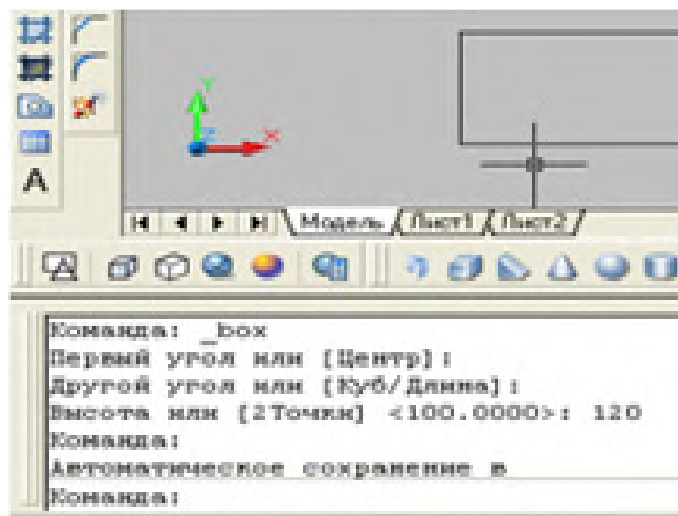 Y
X
Z
A
Модель Лист1 Лист2
Команда: _box
Первый угол или [Центр]:
Другой угол или [Куб/Длина]:
Высота или [2Точки] <100.0000>: 120
Команда:
Автоматическое сохранение в
Команда: